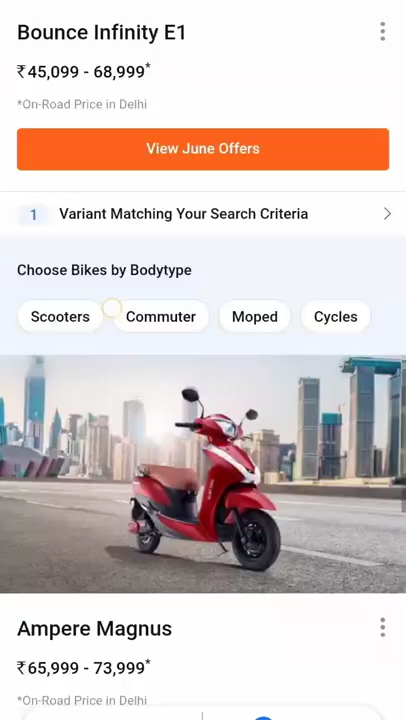 Bounce Infinity E1
₹45,099 - 68,999*
*On-Road Price in Delhi
View June Offers
1 Variant Matching Your Search Criteria
Choose Bikes by Bodytype
Scooters Commuter Moped Cycles
Ampere Magnus
₹65,999 - 73,999*
*On-Road Price in Delhi